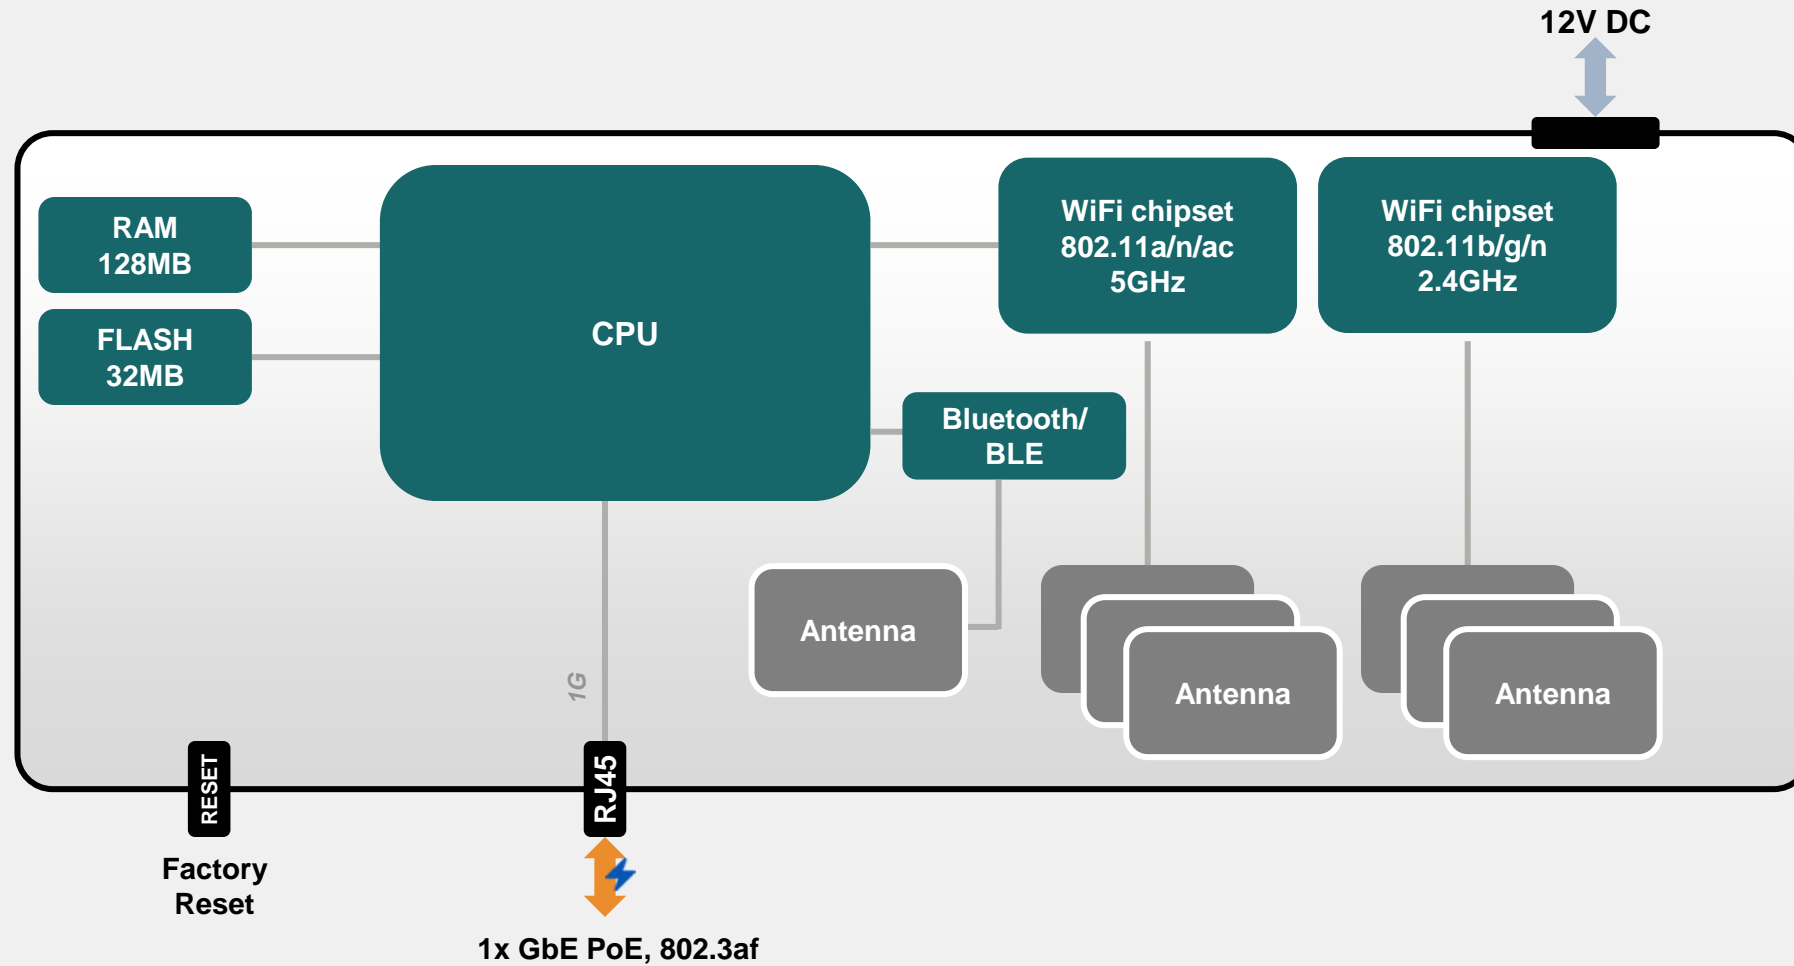 12V DC
RAM
128MB
FLASH
32MB
CPU
WiFi chipset
802.11a/n/ac
5GHz
WiFi chipset
802.11b/g/n
2.4GHz
Bluetooth/
BLE
Antenna
Antenna
Antenna
1G
RESET
RJ45
Factory
Reset
1x GbE PoE, 802.3af